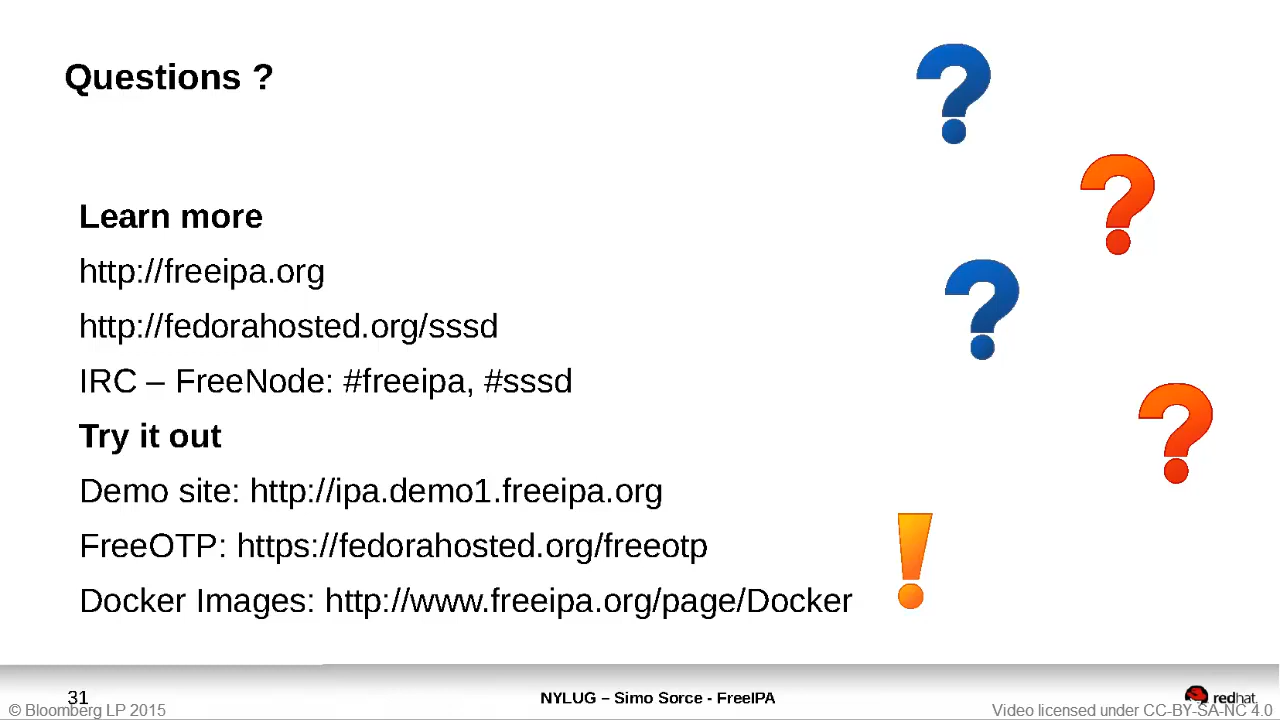 Questions ?
Learn more
http://freeipa.org
http://fedorahosted.org/sssd
IRC – FreeNode: #freeipa, #sssd
Try it out
Demo site: http://ipa.demo1.freeipa.org
FreeOTP: https://fedorahosted.org/freeotp
Docker Images: http://www.freeipa.org/page/Docker
31
NYLUG – Simo Sorce - FreeIPA
redhat
© Bloomberg LP 2015
Video licensed under CC-BY-SA-NC 4.0